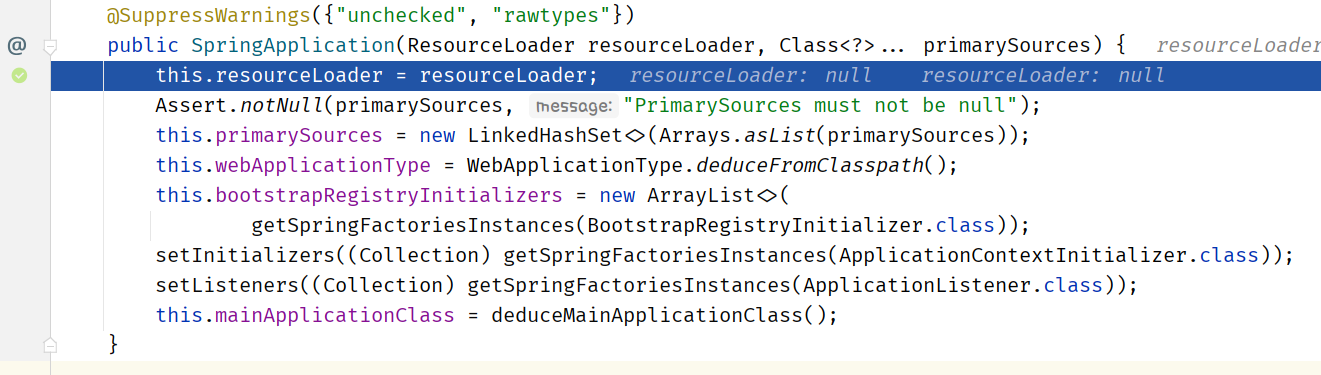 @SuppressWarnings({"unchecked", "rawtypes"})
@ public SpringApplication(ResourceLoader resourceLoader, Class<?>... primarySources) { resourceLoader
this.resourceLoader = resourceLoader; resourceLoader: null resourceLoader: null
Assert.notNull(primarySources, message: "PrimarySources must not be null");
this.primarySources = new LinkedHashSet<>(Arrays.asList(primarySources));
this.webApplicationType = WebApplicationType.deduceFromClasspath();
this.bootstrapRegistryInitializers = new ArrayList<>(
getSpringFactoriesInstances(BootstrapRegistryInitializer.class));
setInitializers((Collection) getSpringFactoriesInstances(ApplicationContextInitializer.class));
setListeners((Collection) getSpringFactoriesInstances(ApplicationListener.class));
this.mainApplicationClass = deduceMainApplicationClass();
}